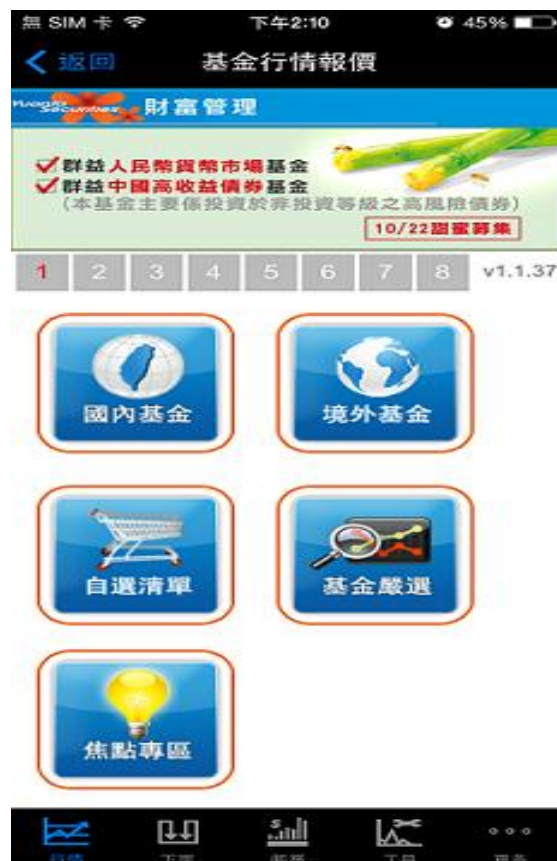 無 SIM 卡 下午2:10 45%
返回 基金行情報價
Yuanta Securities 財富管理
群益人民幣貨幣市場基金
群益中國高收益債券基金
(本基金主要係投資於非投資等級之高風險債券)
10/22甜蜜募集
1 2 3 4 5 6 7 8 v1.1.37
國內基金 境外基金
自選清單 基金嚴選
焦點專區